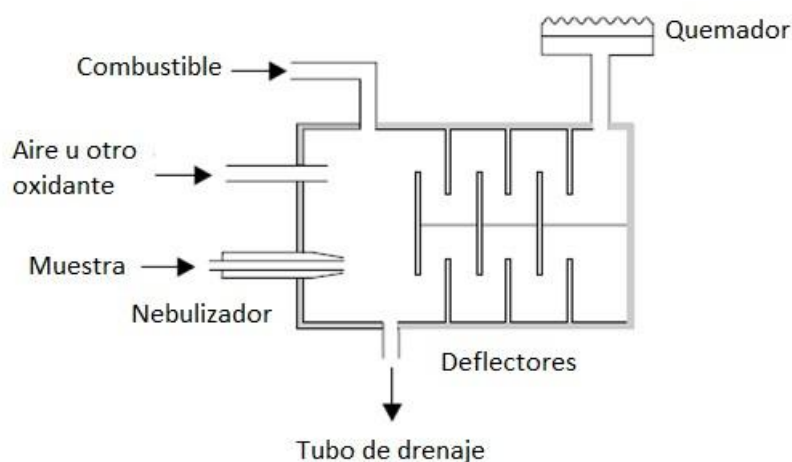 Quemador
Combustible
Aire u otro
oxidante
Muestra
Nebulizador
Deflectores
Tubo de drenaje